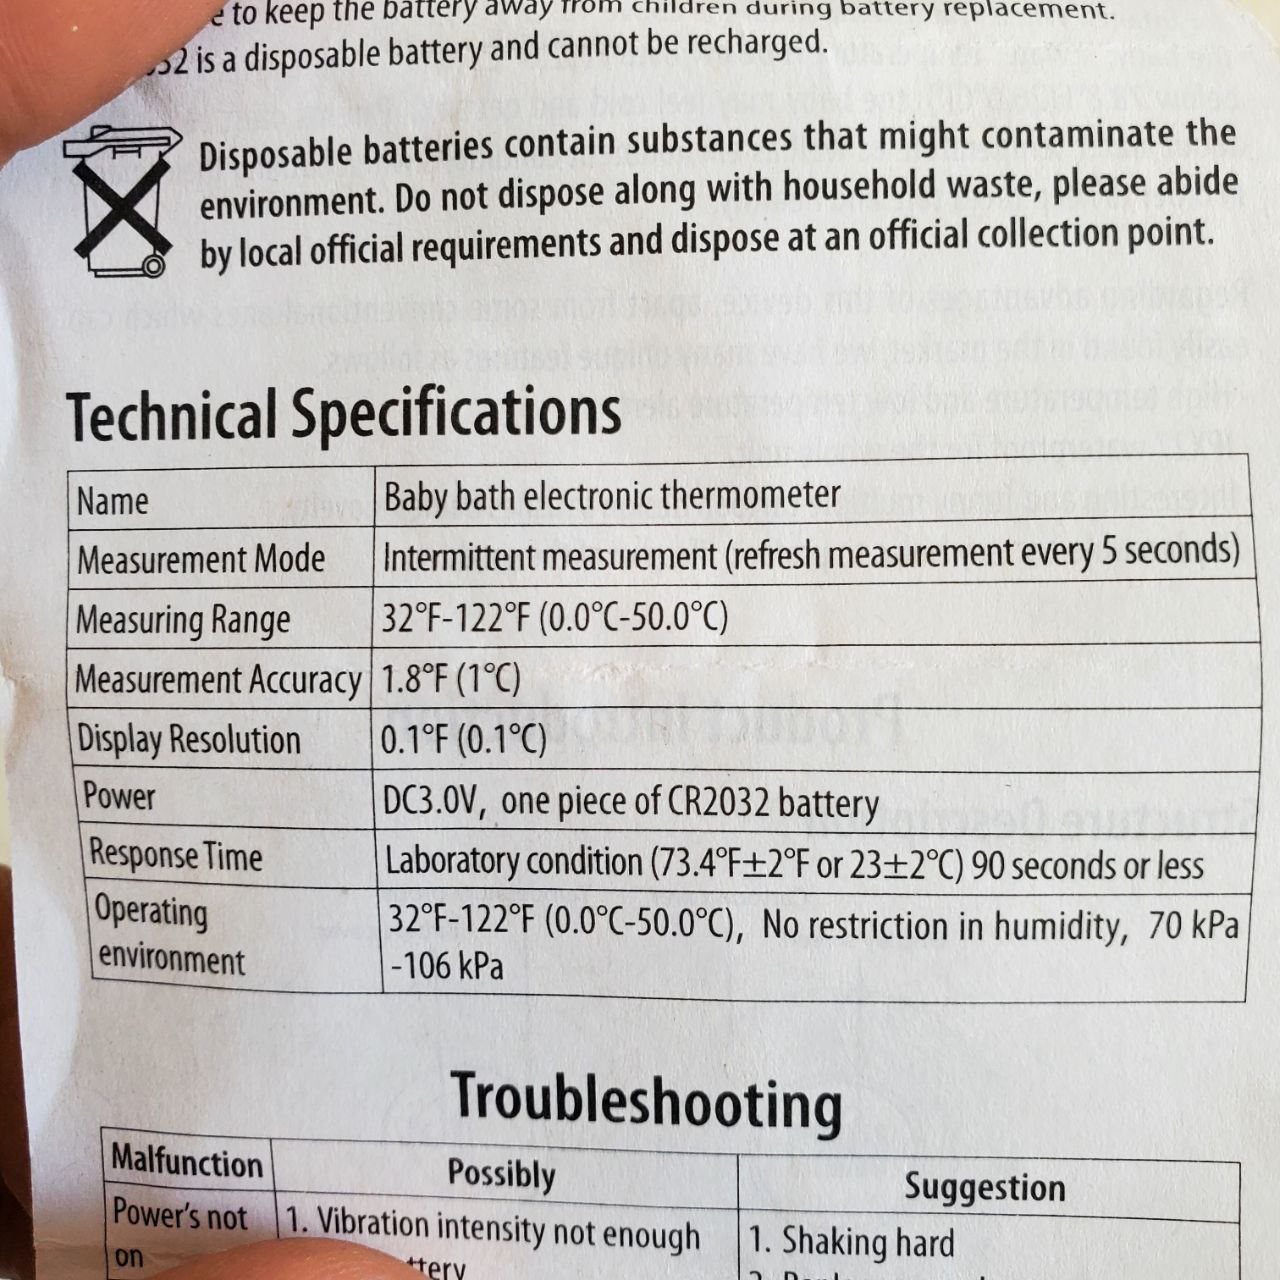 to keep the battery away from children during battery replacement.
is a disposable battery and cannot be recharged.
Disposable batteries contain substances that might contaminate the
environment. Do not dispose along with household waste, please abide
by local official requirements and dispose at an official collection point.
Technical Specifications
Name Baby bath electronic thermometer
Measurement Mode Intermittent measurement (refresh measurement every 5 seconds)
Measuring Range 32°F-122°F (0.0°C-50.0°C)
Measurement Accuracy 1.8°F (1°C)
Display Resolution 0.1°F (0.1°C)
Power DC3.0V, one piece of CR2032 battery
Response Time Laboratory condition (73.4°F±2°F or 23±2°C) 90 seconds or less
Operating 32°F-122°F (0.0°C-50.0°C), No restriction in humidity, 70 kPa
environment -106 kPa
Troubleshooting
Malfunction Possibly Suggestion
Power's not 1. Vibration intensity not enough 1. Shaking hard
on